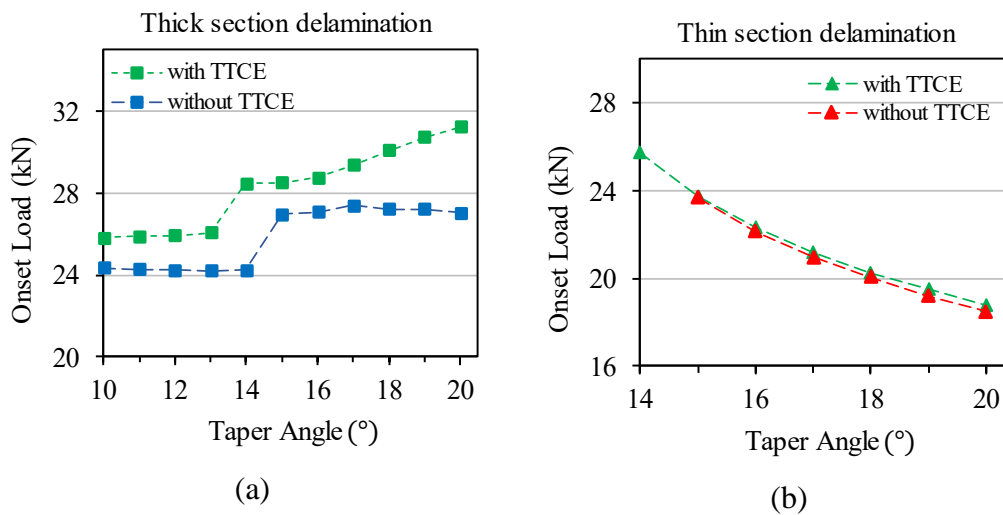 Thick section delamination
with TTCE
without TTCE
32
28
24
20
Onset Load (kN)
10 12 14 16 18 20
Taper Angle (°)
(a)
Thin section delamination
with TTCE
without TTCE
28
24
20
16
Onset Load (kN)
14 16 18 20
Taper Angle (°)
(b)